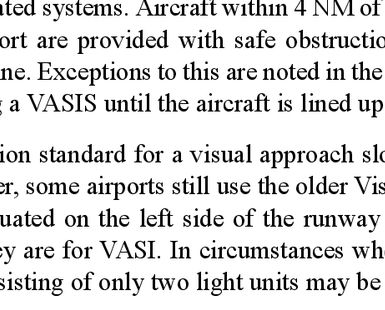 ated systems. Aircraft within 4 NM of
ort are provided with safe obstructio
ne. Exceptions to this are noted in the
g a VASIS until the aircraft is lined up
ion standard for a visual approach slo
er, some airports still use the older Vis
uated on the left side of the runway
ey are for VASI. In circumstances whe
sisting of only two light units may be